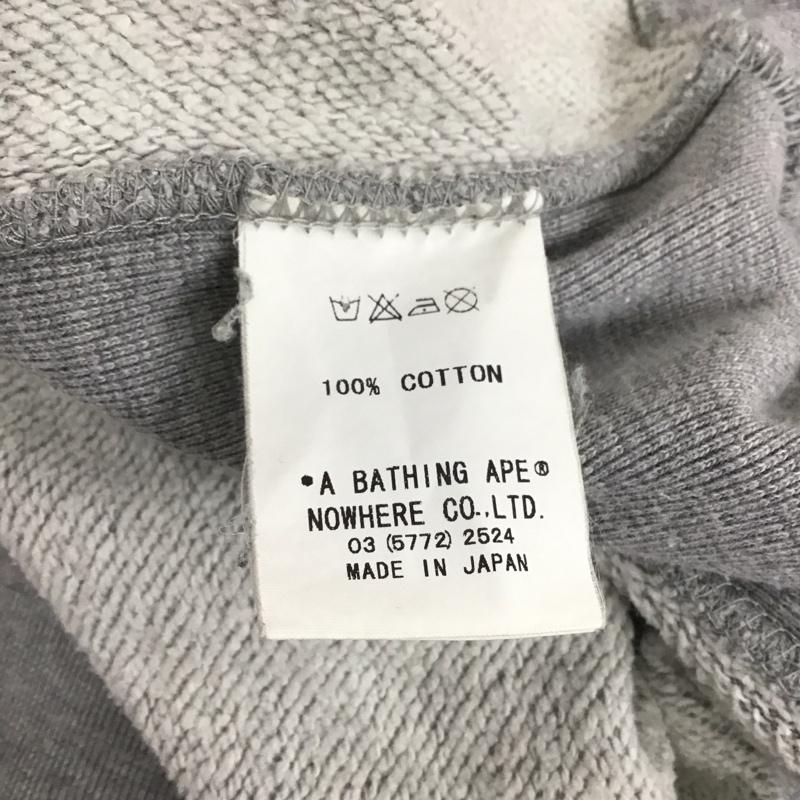 100% COTTON
*A BATHING APE®
NOWHERE CO.,LTD.
03 (5772) 2524
MADE IN JAPAN